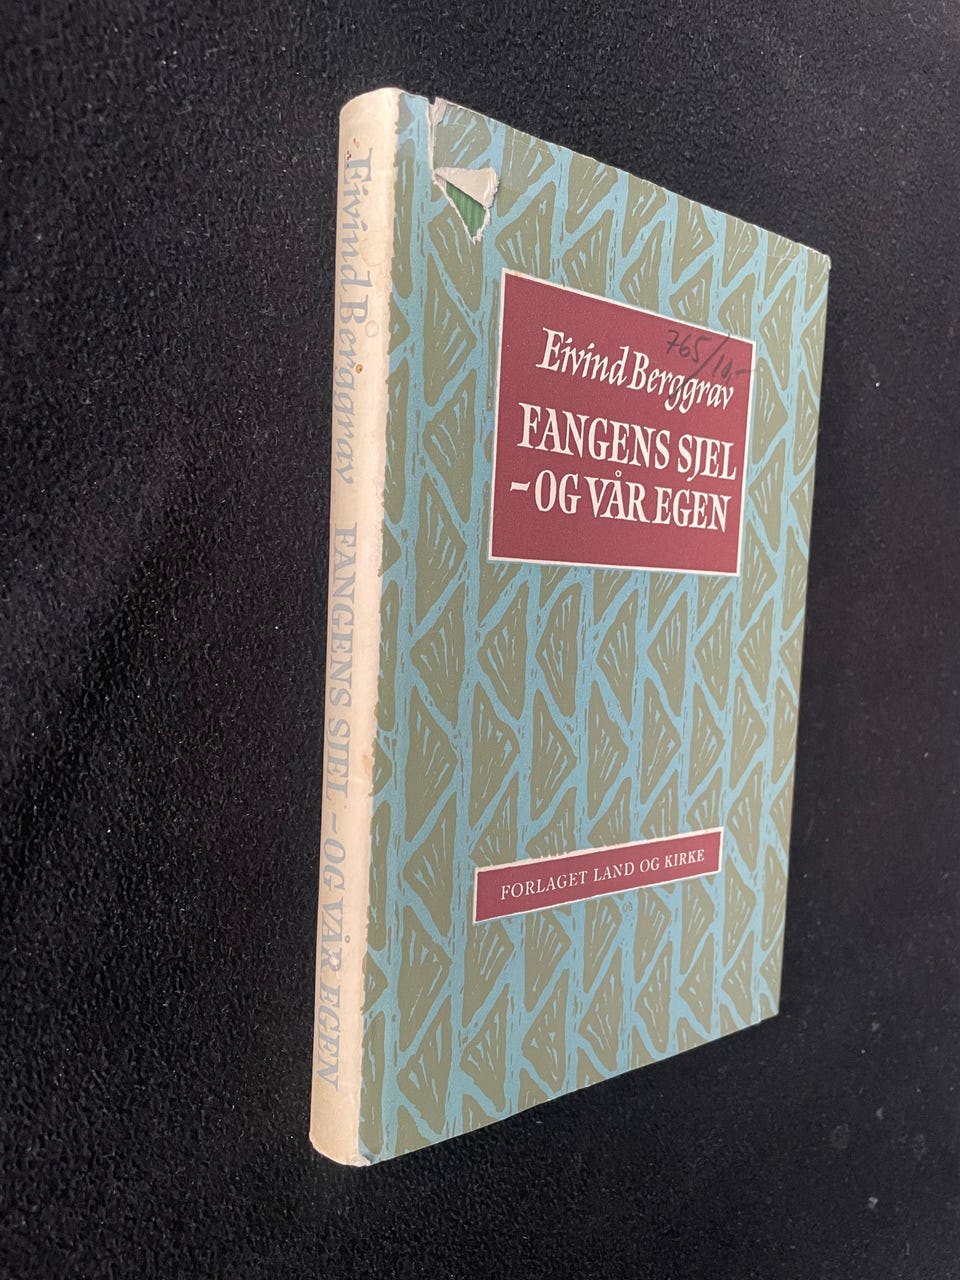 Eivind Berggrav FANGENS SJEL – OG VÅR EGEN
765/10,-
Eivind Berggrav
FANGENS SJEL
– OG VÅR EGEN
FORLAGET LAND OG KIRKE